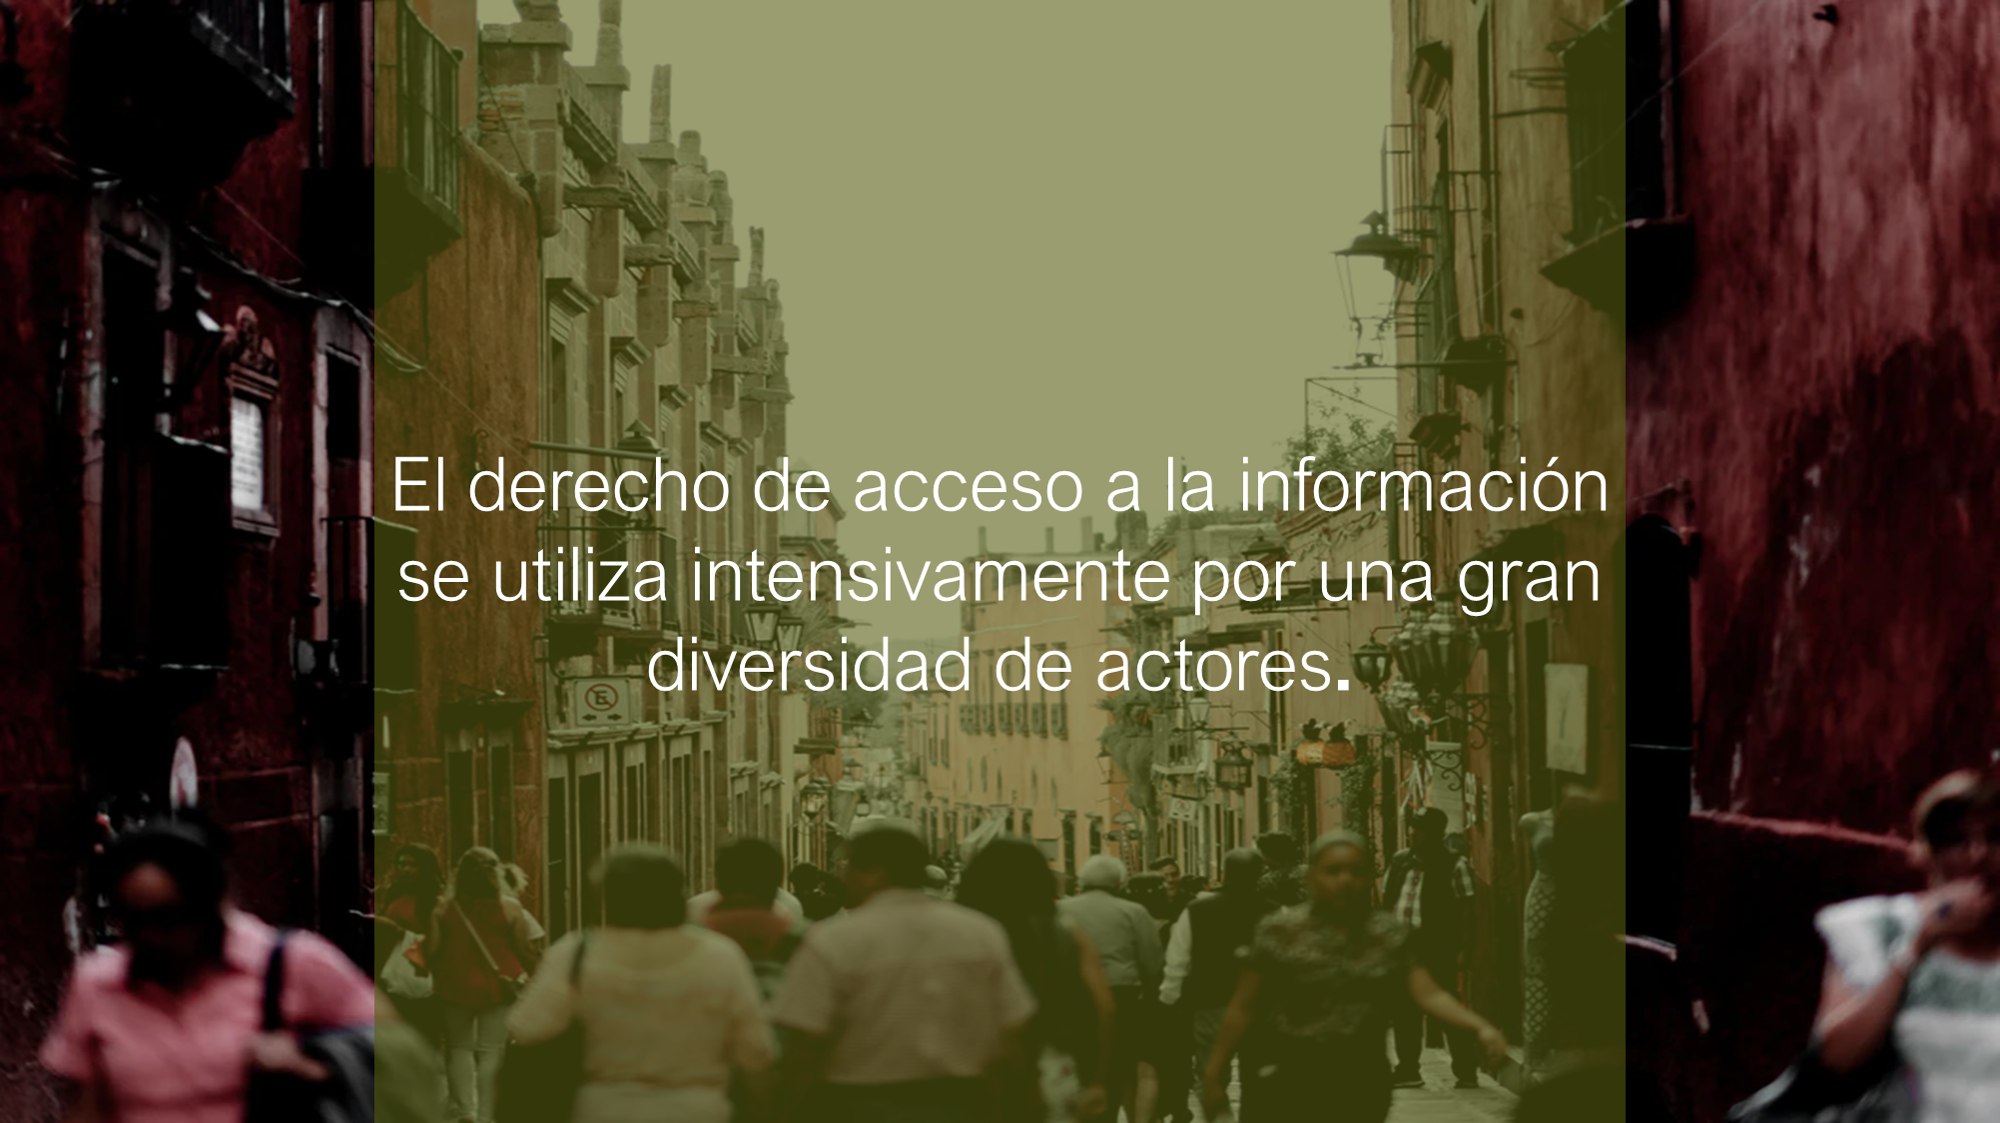 El derecho de acceso a la información
se utiliza intensivamente por una gran
diversidad de actores.
E